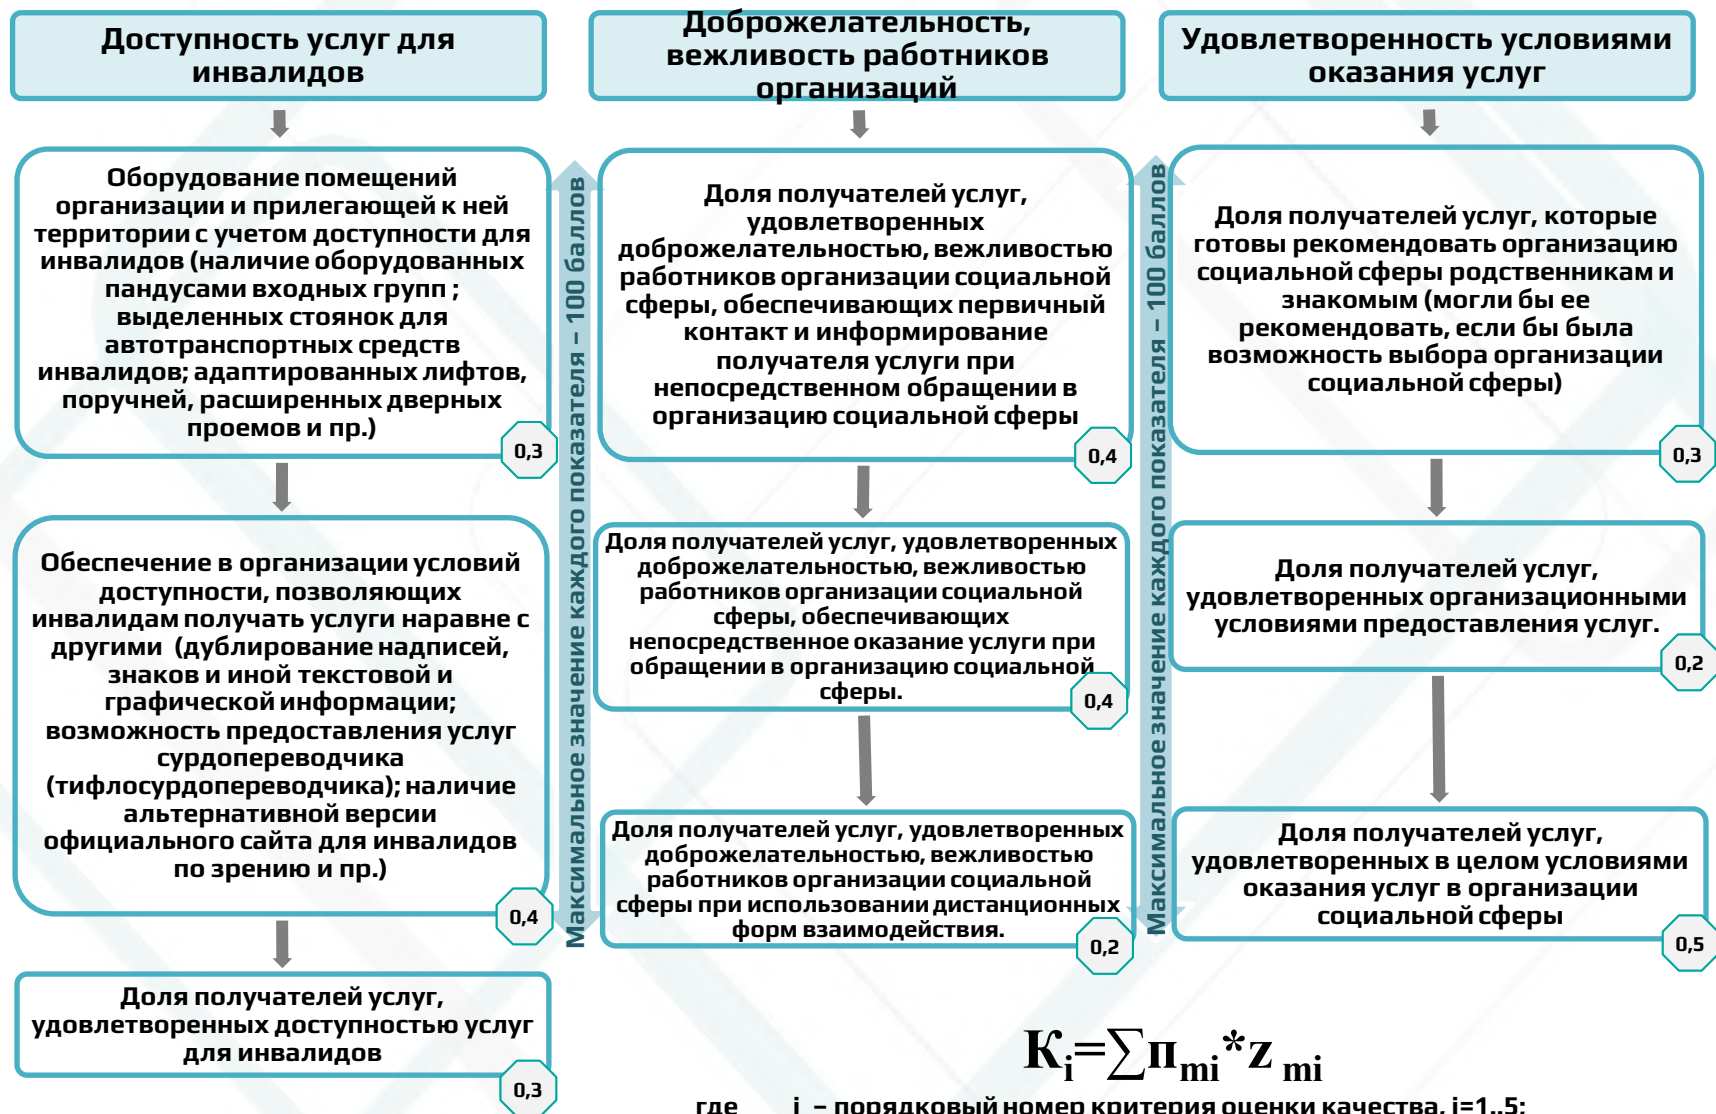 Доступность услуг для
инвалидов
Оборудование помещений
организации и прилегающей к ней
территории с учетом доступности для
инвалидов (наличие оборудованных
пандусами входных групп ;
выделенных стоянок для
автотранспортных средств
инвалидов; адаптированных лифтов,
поручней, расширенных дверных
проемов и пр.)
0,3
Обеспечение в организации условий
доступности, позволяющих
инвалидам получать услуги наравне с
другими (дублирование надписей,
знаков и иной текстовой и
графической информации;
возможность предоставления услуг
сурдопереводчика
(тифлосурдопереводчика); наличие
альтернативной версии
официального сайта для инвалидов
по зрению и пр.)
0,4
Доля получателей услуг,
удовлетворенных доступностью услуг
для инвалидов
0,3
Максимальное значение каждого показателя – 100 баллов
Доброжелательность,
вежливость работников
организаций
Доля получателей услуг,
удовлетворенных
доброжелательностью, вежливостью
работников организации социальной
сферы, обеспечивающих первичный
контакт и информирование
получателя услуги при
непосредственном обращении в
организацию социальной сферы
0,4
Доля получателей услуг, удовлетворенных
доброжелательностью, вежливостью
работников организации социальной
сферы, обеспечивающих
непосредственное оказание услуги при
обращении в организацию социальной
сферы.
0,4
Доля получателей услуг, удовлетворенных
доброжелательностью, вежливостью
работников организации социальной
сферы при использовании дистанционных
форм взаимодействия.
0,2
Максимальное значение каждого показателя – 100 баллов
Удовлетворенность условиями
оказания услуг
Доля получателей услуг, которые
готовы рекомендовать организацию
социальной сферы родственникам и
знакомым (могли бы ее
рекомендовать, если бы была
возможность выбора организации
социальной сферы)
0,3
Доля получателей услуг,
удовлетворенных организационными
условиями предоставления услуг.
0,2
Доля получателей услуг,
удовлетворенных в целом условиями
оказания услуг в организации
социальной сферы
0,5
Кi=∑пmi*z mi
где i – порядковый номер критерия оценки качества, i=1..5;